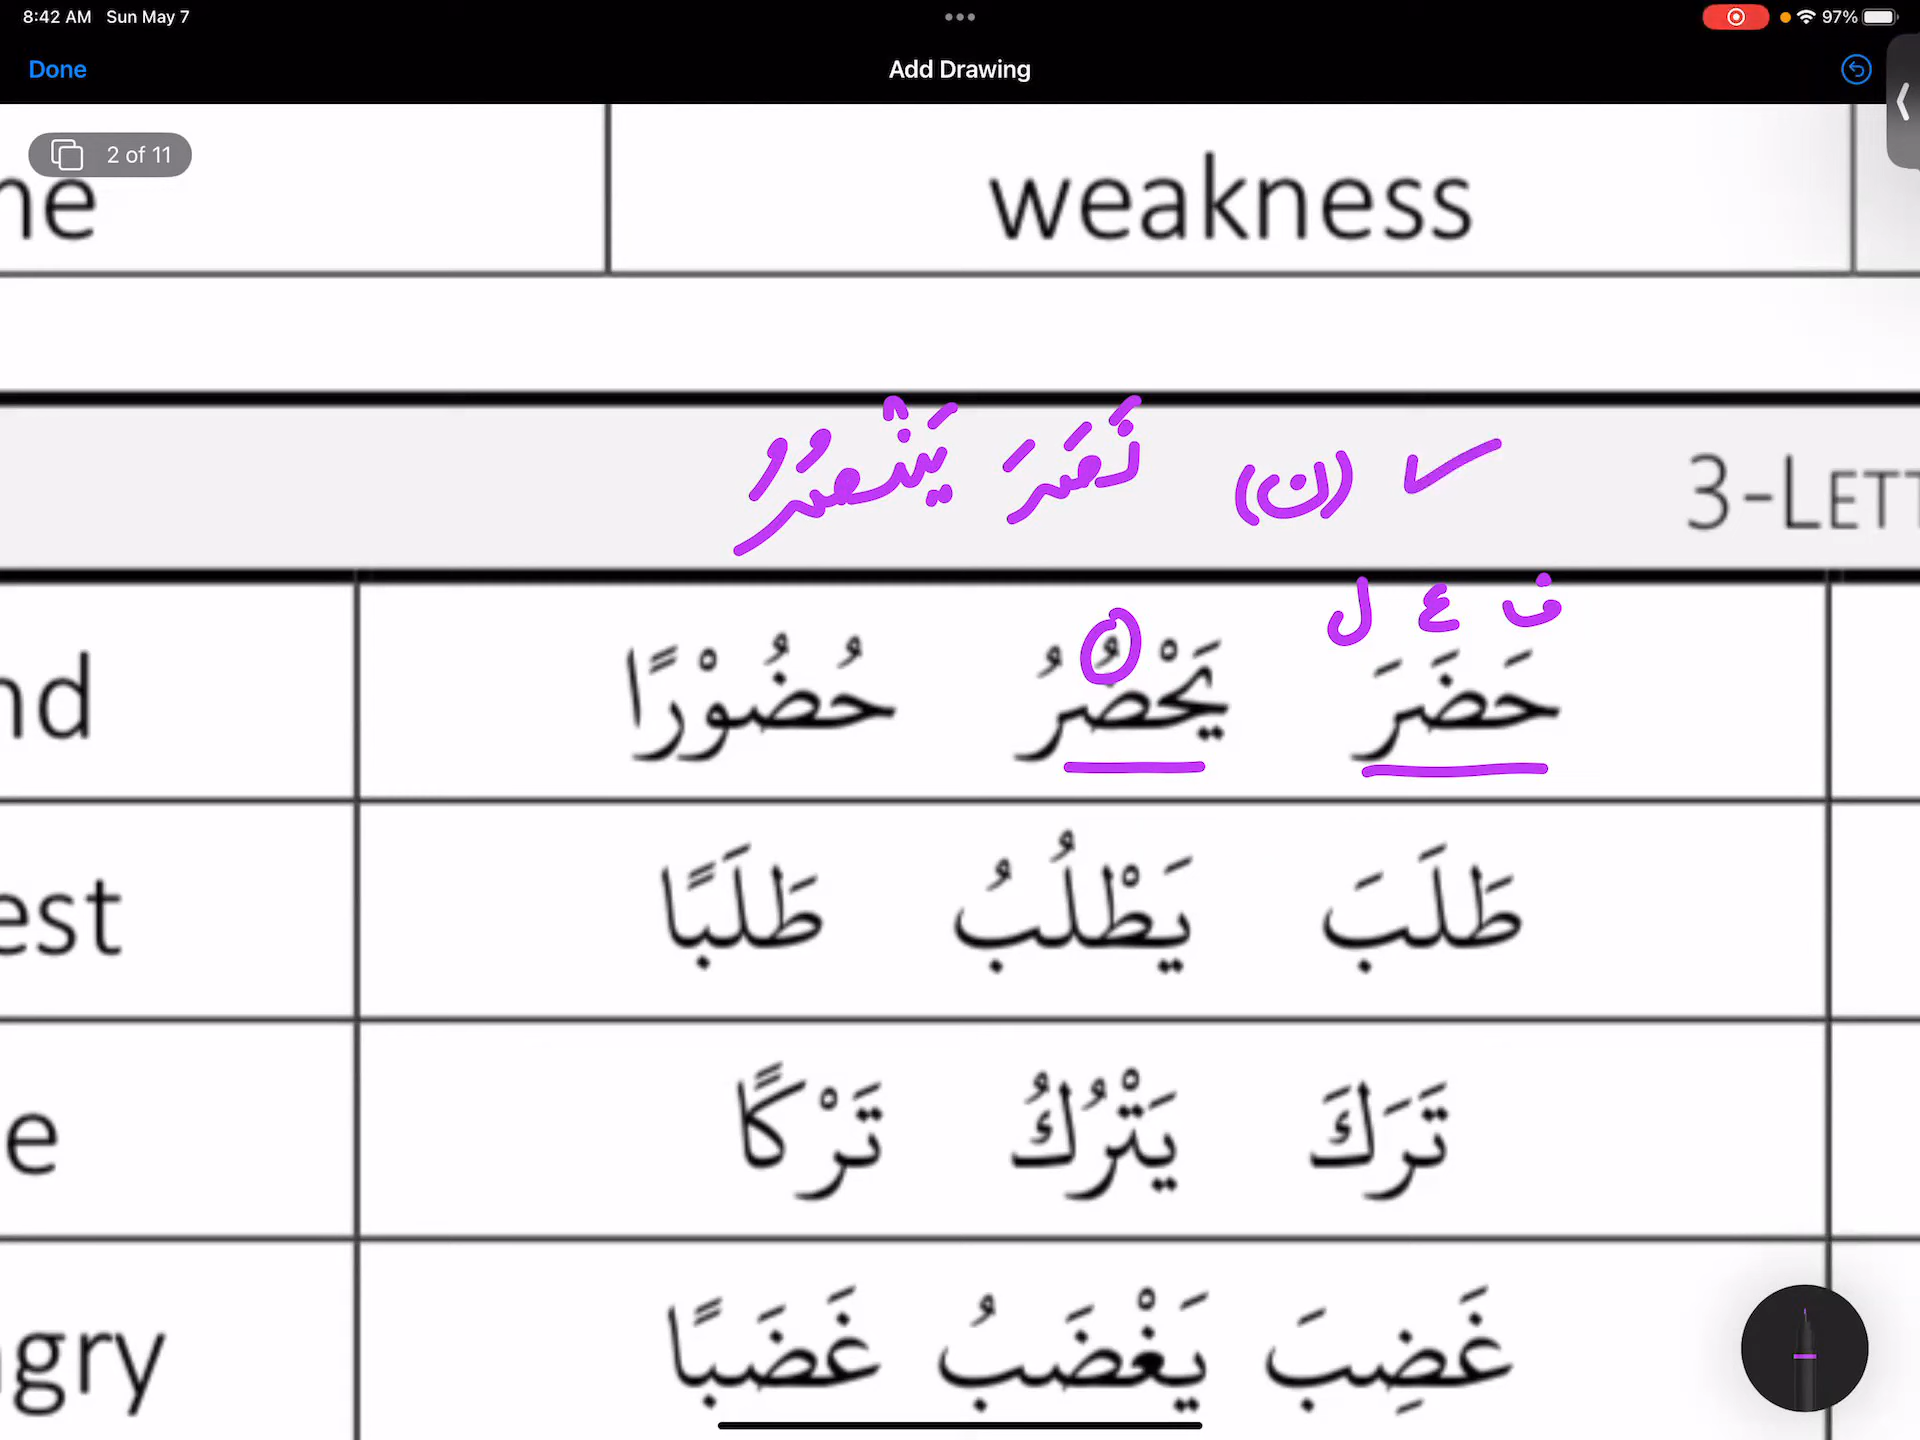 8:42 AM Sun May 7
97%
Done
Add Drawing
2 of 11
ne weakness
✓ (ن) نَصَرَ يَنْصُرُ
3-LETT
ف ع ل
حَضَرَ يَحْضُرُ حُضُوْرًا
nd
طَلَبَ يَطْلُبُ طَلَبًا
est
تَرَكَ يَتْرُكُ تَرْكًا
e
غَضِبَ يَغْضَبُ غَضَبًا
gry